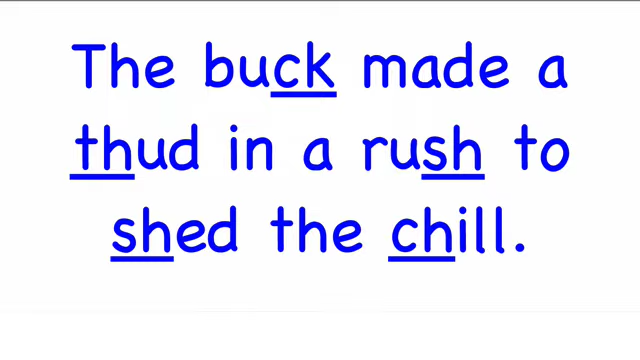 The buck made a
thud in a rush to
shed the chill.